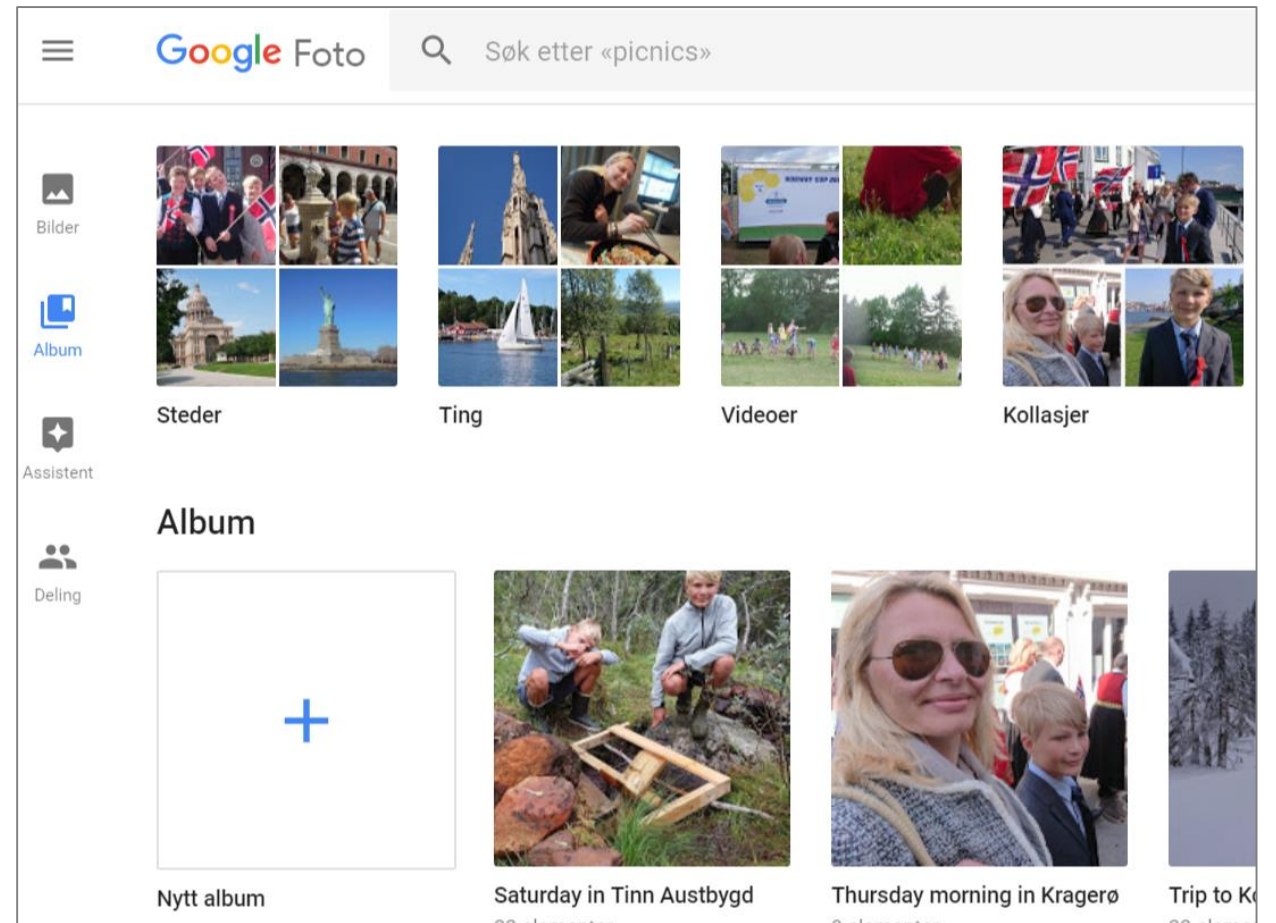 Google Foto
Søk etter «picnics»
Bilder
Album
Assistent
Deling
Steder
Ting
Videoer
Kollasjer
Album
Nytt album
Saturday in Tinn Austbygd
Thursday morning in Kragerø
Trip to